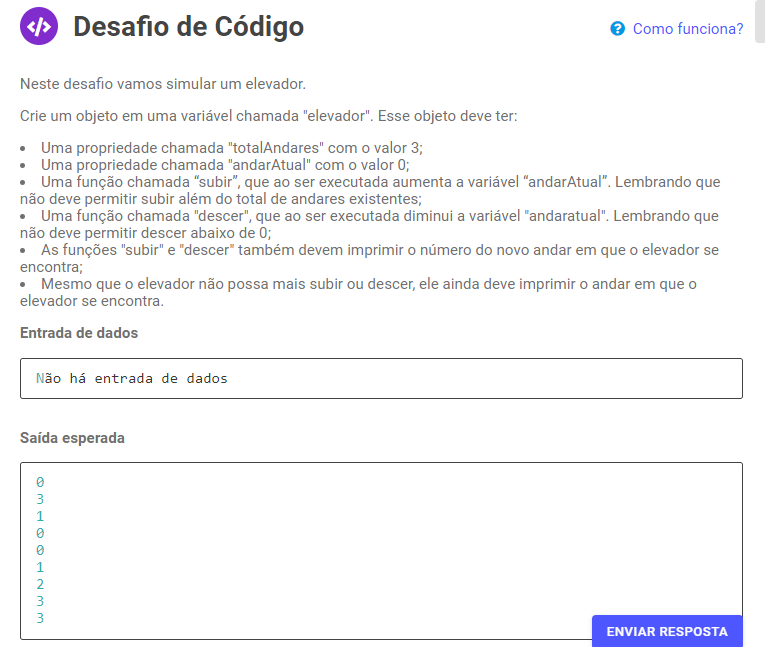 </> Desafio de Código
? Como funciona?
Neste desafio vamos simular um elevador.
Crie um objeto em uma variável chamada "elevador". Esse objeto deve ter:
• Uma propriedade chamada "totalAndares" com o valor 3;
• Uma propriedade chamada "andarAtual" com o valor 0;
• Uma função chamada “subir”, que ao ser executada aumenta a variável “andarAtual”. Lembrando que
não deve permitir subir além do total de andares existentes;
• Uma função chamada "descer", que ao ser executada diminui a variável "andaratual". Lembrando que
não deve permitir descer abaixo de 0;
• As funções "subir" e "descer" também devem imprimir o número do novo andar em que o elevador se
encontra;
• Mesmo que o elevador não possa mais subir ou descer, ele ainda deve imprimir o andar em que o
elevador se encontra.
Entrada de dados
Não há entrada de dados
Saída esperada
0
3
1
0
0
1
2
3
3
ENVIAR RESPOSTA